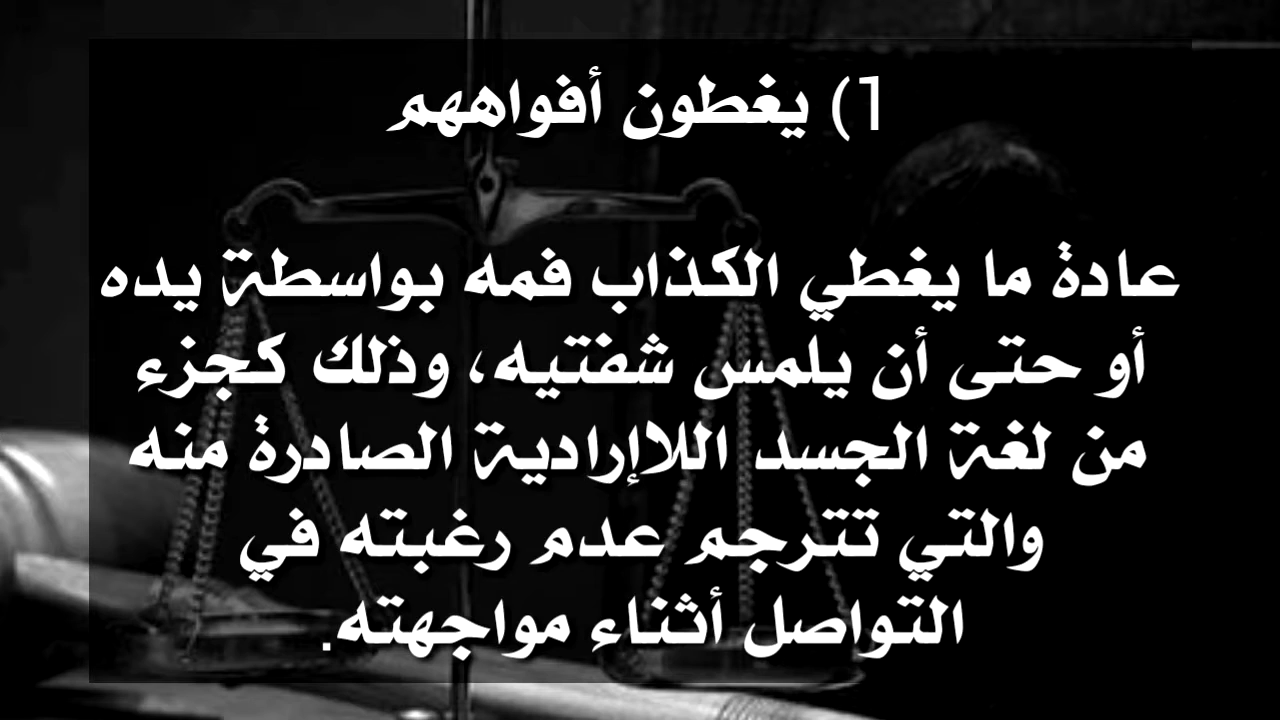 1) يغطون أفواههم
عادة ما يغطي الكذاب فمه بواسطة يده
أو حتى أن يلمس شفتيه، وذلك كجزء
من لغة الجسد اللاإرادية الصادرة منه
والتي تترجم عدم رغبته في
التواصل أثناء مواجهته.